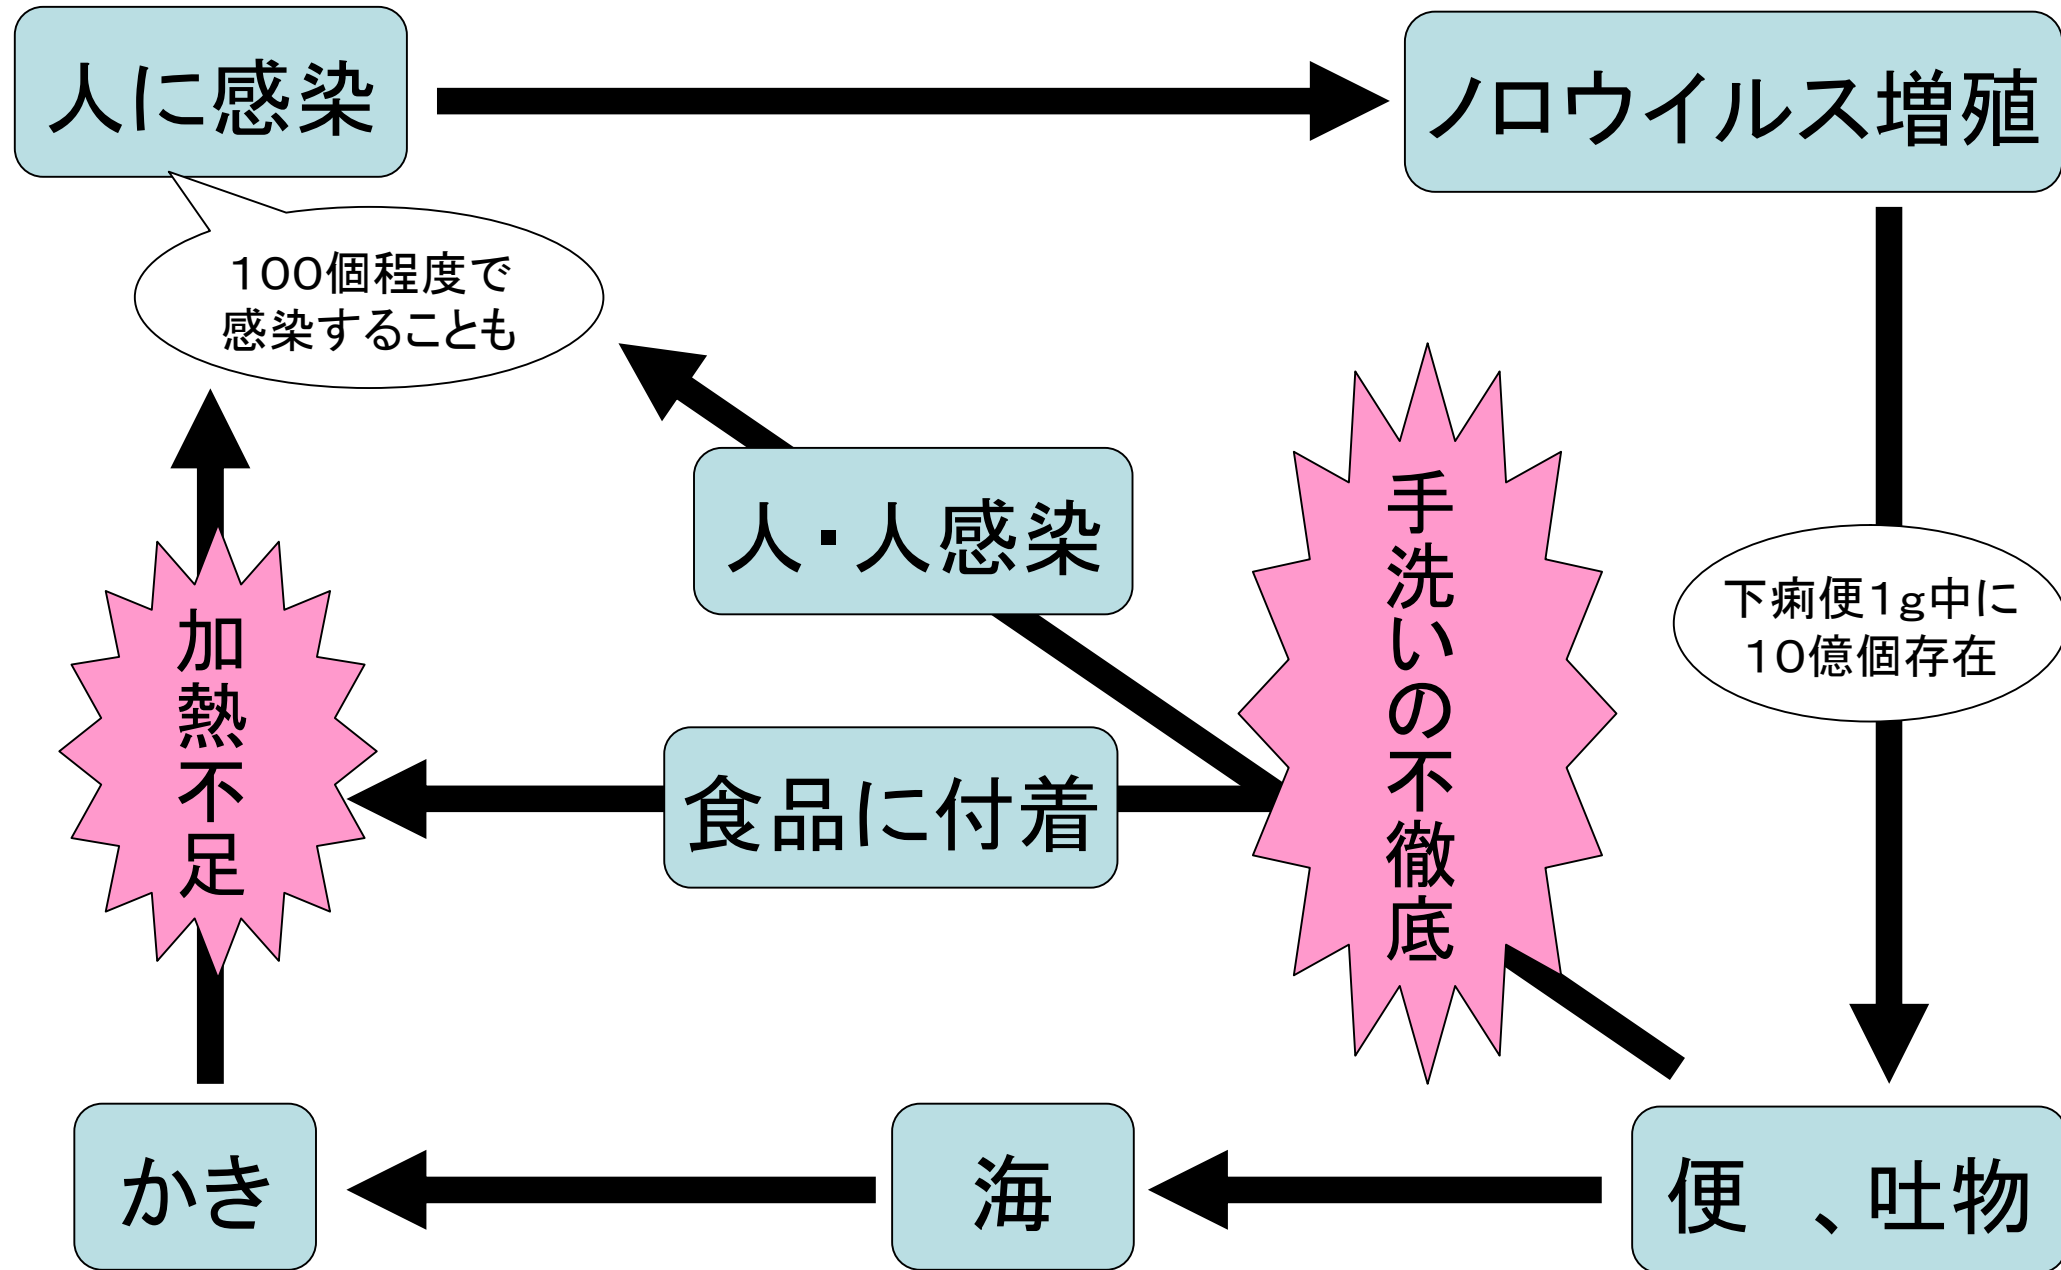 人に感染
ノロウイルス増殖
100個程度で
感染することも
人・人感染
手洗いの不徹底
下痢便1g中に
10億個存在
加熱不足
食品に付着
かき
海
便　、吐物